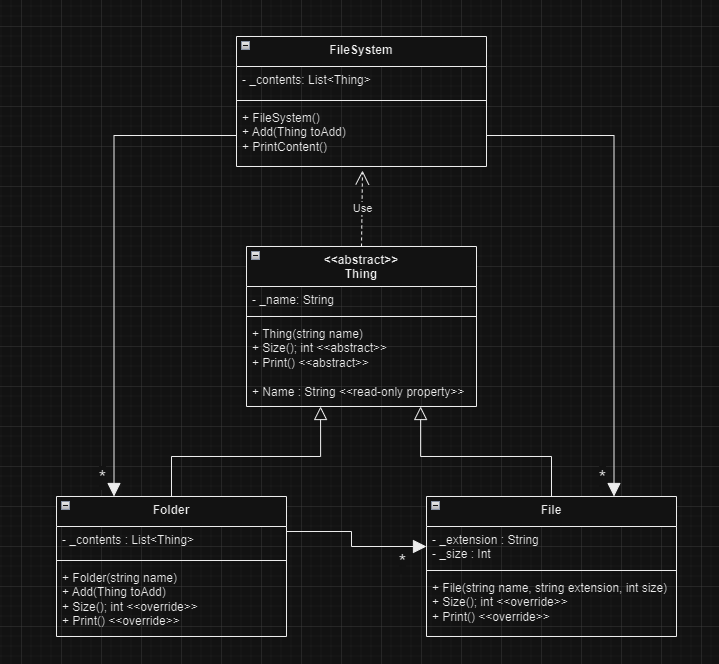 FileSystem
- _contents: List<Thing>
+ FileSystem()
+ Add(Thing toAdd)
+ PrintContent()
Use
<<abstract>>
Thing
- _name: String
+ Thing(string name)
+ Size(); int <<abstract>>
+ Print() <<abstract>>
+ Name : String <<read-only property>>
*
*
Folder
- _contents : List<Thing>
+ Folder(string name)
+ Add(Thing toAdd)
+ Size(); int <<override>>
+ Print() <<override>>
*
File
- _extension : String
- _size : Int
+ File(string name, string extension, int size)
+ Size(); int <<override>>
+ Print() <<override>>